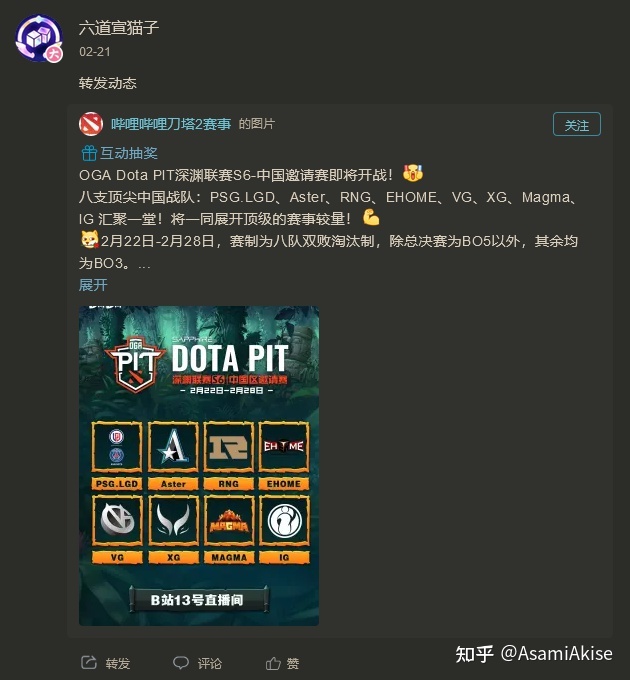 六道宣猫子
02-21
大
转发动态
哔哩哔哩刀塔2赛事 的图片
关注
互动抽奖
OGA Dota PIT深渊联赛S6-中国邀请赛即将开战！
八支顶尖中国战队：PSG.LGD、Aster、RNG、EHOME、VG、XG、Magma、
IG 汇聚一堂！将一同展开顶级的赛事较量！
2月22日-2月28日，赛制为八队双败淘汰制，除总决赛为BO5以外，其余均
为BO3。...
展开
OGA
PIT
SAPPHIRE
DOTA PIT
深渊联赛S6 中国区邀请赛
- 2月22日-2月28日 -
EHOME
MAGMA
PSG.LGD Aster RNG EHOME
VG XG MAGMA IG
B站13号直播间
转发 评论 赞
知乎 @AsamiAkise